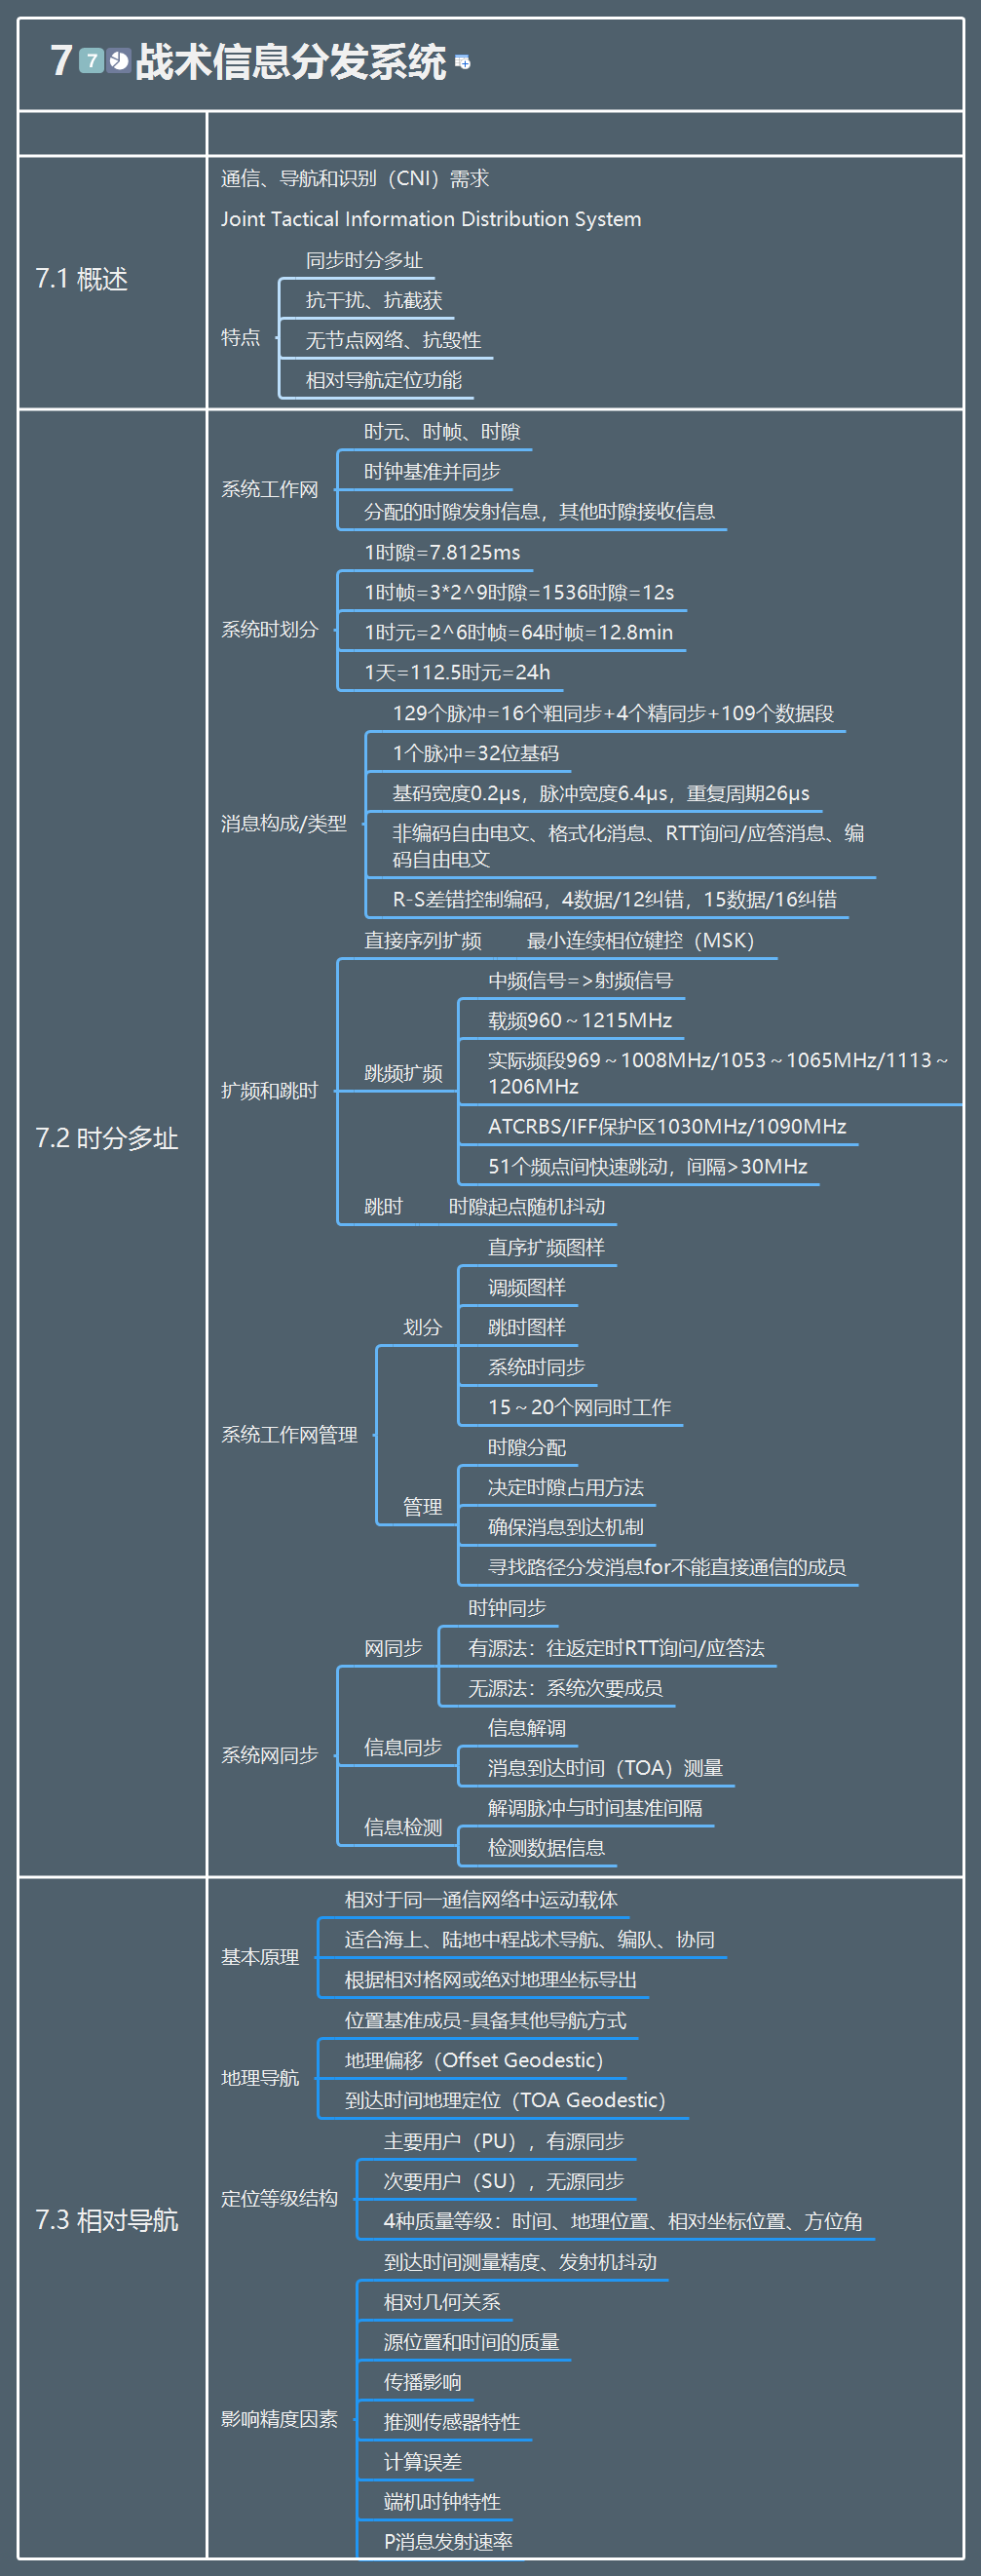 7 7 战术信息分发系统
7.1 概述
通信、导航和识别（CNI）需求
Joint Tactical Information Distribution System
特点
同步时分多址
抗干扰、抗截获
无节点网络、抗毁性
相对导航定位功能
7.2 时分多址
系统工作网
时元、时帧、时隙
时钟基准并同步
分配的时隙发射信息，其他时隙接收信息
系统时划分
1时隙=7.8125ms
1时帧=3*2^9时隙=1536时隙=12s
1时元=2^6时帧=64时帧=12.8min
1天=112.5时元=24h
消息构成/类型
129个脉冲=16个粗同步+4个精同步+109个数据段
1个脉冲=32位基码
基码宽度0.2μs，脉冲宽度6.4μs，重复周期26μs
非编码自由电文、格式化消息、RTT询问/应答消息、编
码自由电文
R-S差错控制编码，4数据/12纠错，15数据/16纠错
扩频和跳时
直接序列扩频
最小连续相位键控（MSK）
跳频扩频
中频信号=>射频信号
载频960～1215MHz
实际频段969～1008MHz/1053～1065MHz/1113～
1206MHz
ATCRBS/IFF保护区1030MHz/1090MHz
51个频点间快速跳动，间隔>30MHz
跳时
时隙起点随机抖动
系统工作网管理
划分
直序扩频图样
调频图样
跳时图样
系统时同步
15～20个网同时工作
管理
时隙分配
决定时隙占用方法
确保消息到达机制
寻找路径分发消息for不能直接通信的成员
系统网同步
网同步
时钟同步
有源法：往返定时RTT询问/应答法
无源法：系统次要成员
信息同步
信息解调
消息到达时间（TOA）测量
信息检测
解调脉冲与时间基准间隔
检测数据信息
7.3 相对导航
基本原理
相对于同一通信网络中运动载体
适合海上、陆地中程战术导航、编队、协同
根据相对格网或绝对地理坐标导出
地理导航
位置基准成员-具备其他导航方式
地理偏移（Offset Geodestic）
到达时间地理定位（TOA Geodestic）
定位等级结构
主要用户（PU），有源同步
次要用户（SU），无源同步
4种质量等级：时间、地理位置、相对坐标位置、方位角
影响精度因素
到达时间测量精度、发射机抖动
相对几何关系
源位置和时间的质量
传播影响
推测传感器特性
计算误差
端机时钟特性
P消息发射速率